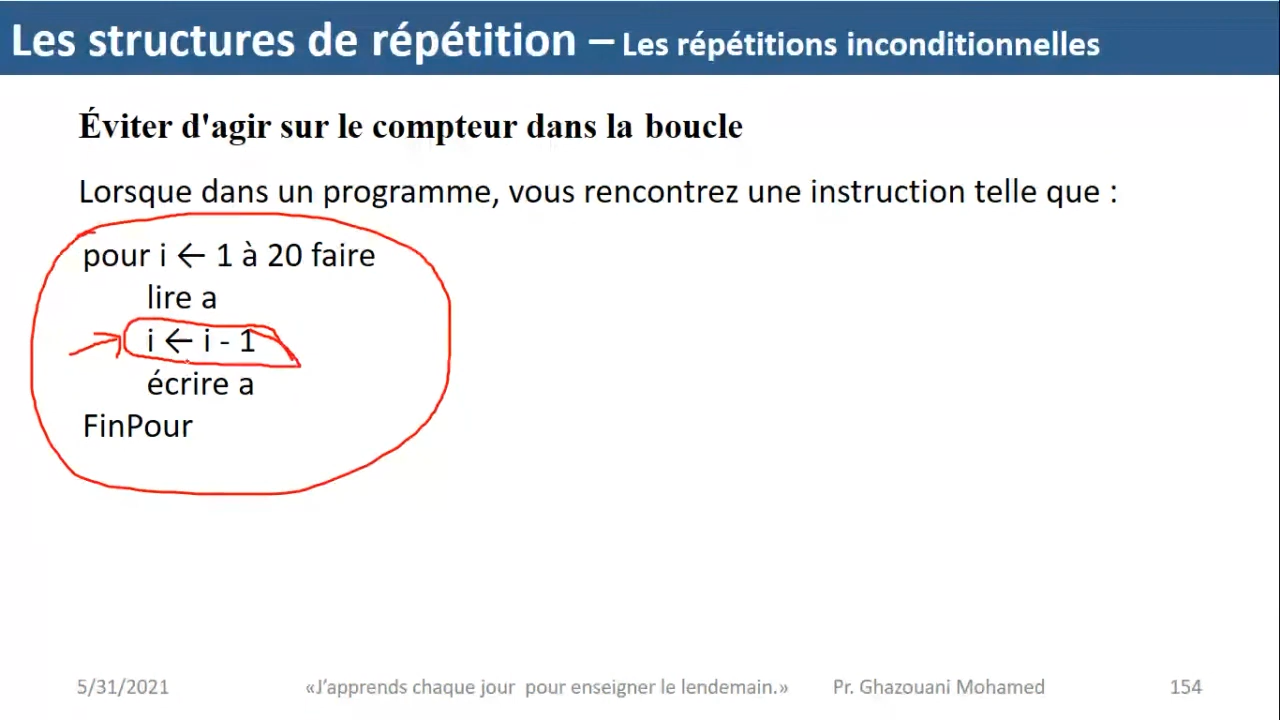 Les structures de répétition – Les répétitions inconditionnelles
Éviter d'agir sur le compteur dans la boucle
Lorsque dans un programme, vous rencontrez une instruction telle que :
pour i ← 1 à 20 faire
lire a
i ← i - 1
écrire a
FinPour
5/31/2021 «J’apprends chaque jour pour enseigner le lendemain.» Pr. Ghazouani Mohamed 154